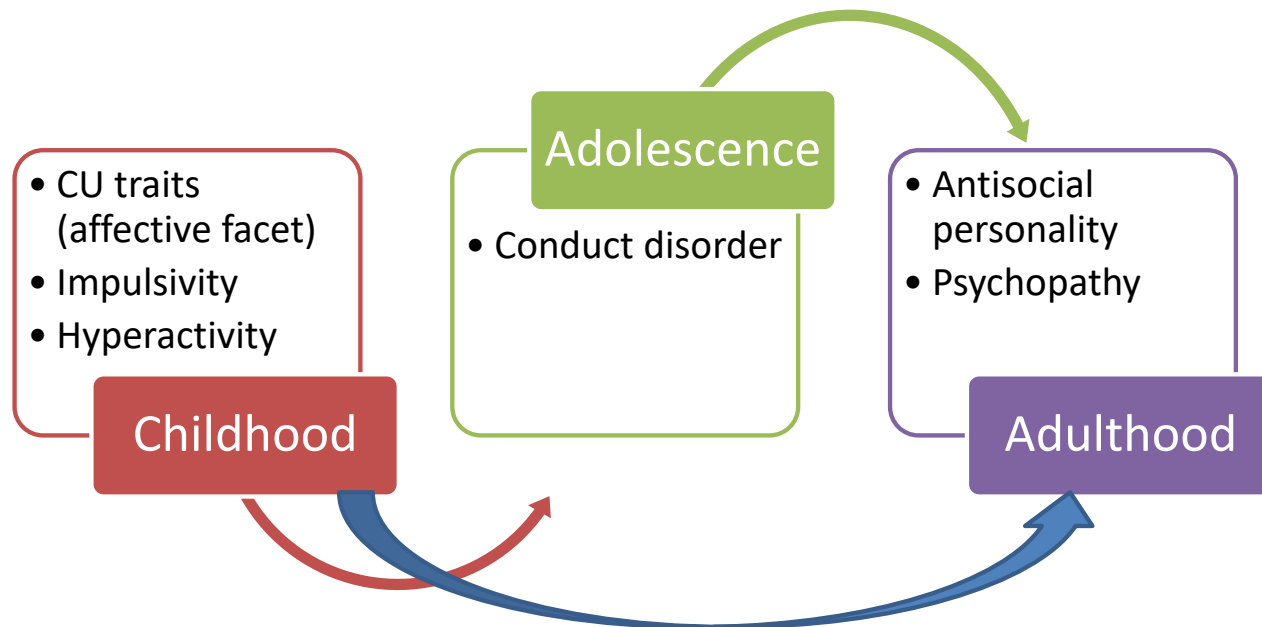 • CU traits
(affective facet)
• Impulsivity
• Hyperactivity
Childhood
Adolescence
• Conduct disorder
• Antisocial
personality
• Psychopathy
Adulthood